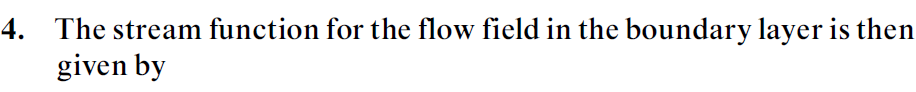 4. The stream function for the flow field in the boundary layer is then
given by